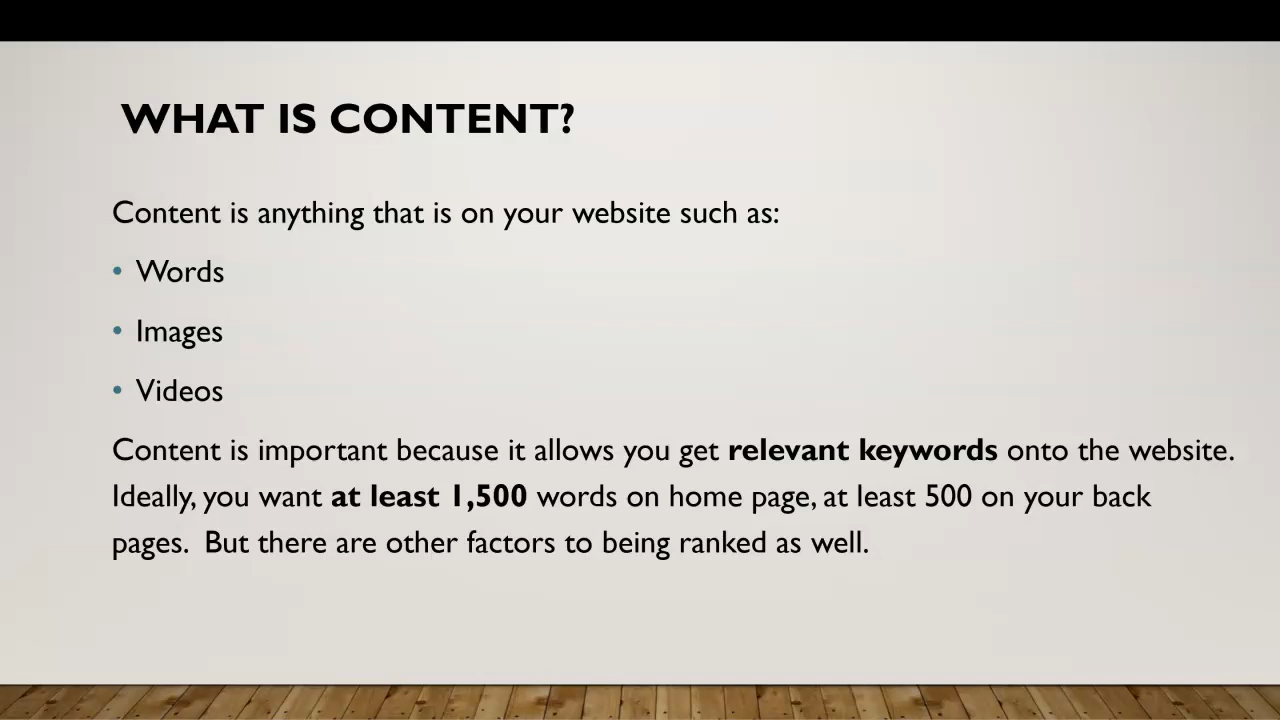 WHAT IS CONTENT?
Content is anything that is on your website such as:
• Words
• Images
• Videos
Content is important because it allows you get relevant keywords onto the website.
Ideally, you want at least 1,500 words on home page, at least 500 on your back
pages.  But there are other factors to being ranked as well.